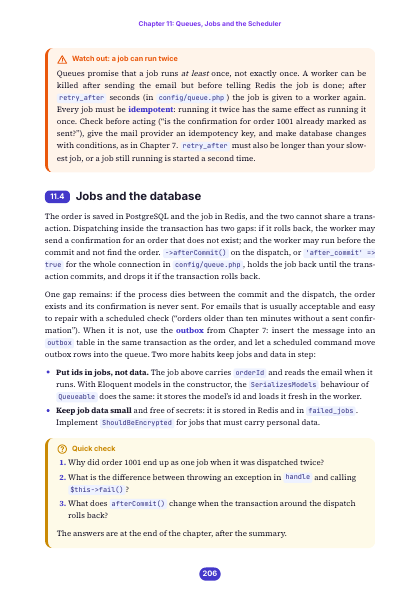 Chapter 11: Queues, Jobs and the Scheduler
Watch out: a job can run twice
Queues promise that a job runs at least once, not exactly once. A worker can be
killed after sending the email but before telling Redis the job is done; after
retry_after seconds (in config/queue.php) the job is given to a worker again.
Every job must be idempotent: running it twice has the same effect as running it
once. Check before acting (“is the confirmation for order 1001 already marked as
sent?”), give the mail provider an idempotency key, and make database changes
with conditions, as in Chapter 7. retry_after must also be longer than your slow-
est job, or a job still running is started a second time.
11.4 Jobs and the database
The order is saved in PostgreSQL and the job in Redis, and the two cannot share a trans-
action. Dispatching inside the transaction has two gaps: if it rolls back, the worker may
send a confirmation for an order that does not exist; and the worker may run before the
commit and not find the order. ->afterCommit() on the dispatch, or 'after_commit' =>
true for the whole connection in config/queue.php, holds the job back until the trans-
action commits, and drops it if the transaction rolls back.
One gap remains: if the process dies between the commit and the dispatch, the order
exists and its confirmation is never sent. For emails that is usually acceptable and easy
to repair with a scheduled check (“orders older than ten minutes without a sent confir-
mation”). When it is not, use the outbox from Chapter 7: insert the message into an
outbox table in the same transaction as the order, and let a scheduled command move
outbox rows into the queue. Two more habits keep jobs and data in step:
• Put ids in jobs, not data. The job above carries orderId and reads the email when it
runs. With Eloquent models in the constructor, the SerializesModels behaviour of
Queueable does the same: it stores the model's id and loads it fresh in the worker.
• Keep job data small and free of secrets: it is stored in Redis and in failed_jobs.
Implement ShouldBeEncrypted for jobs that must carry personal data.
Quick check
1. Why did order 1001 end up as one job when it was dispatched twice?
2. What is the difference between throwing an exception in handle and calling
$this->fail()?
3. What does afterCommit() change when the transaction around the dispatch
rolls back?
The answers are at the end of the chapter, after the summary.
206